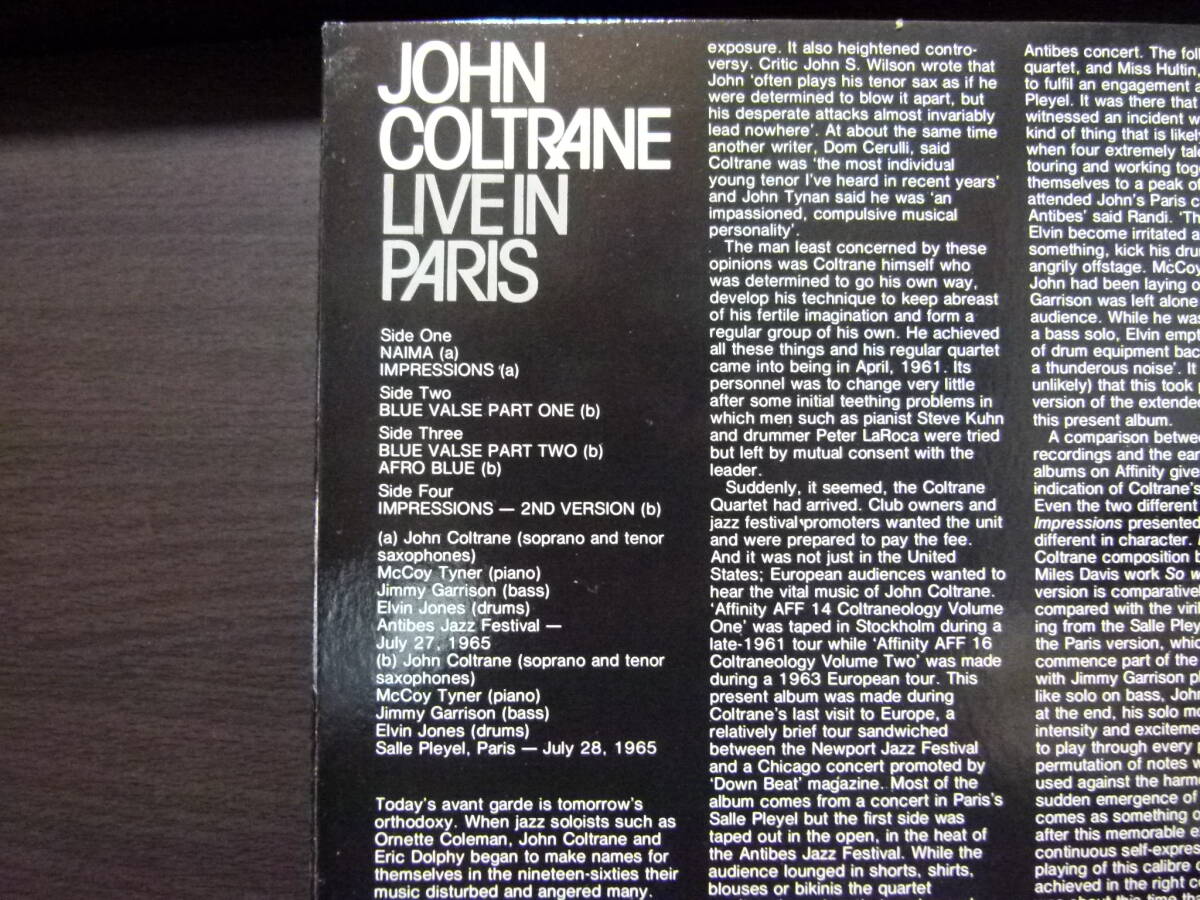 JOHN
COLTRANE
LIVE IN
PARIS
Side One
NAIMA (a)
IMPRESSIONS (a)
Side Two
BLUE VALSE PART ONE (b)
Side Three
BLUE VALSE PART TWO (b)
AFRO BLUE (b)
Side Four
IMPRESSIONS — 2ND VERSION (b)
(a) John Coltrane (soprano and tenor
saxophones)
McCoy Tyner (piano)
Jimmy Garrison (bass)
Elvin Jones (drums)
Antibes Jazz Festival —
July 27, 1965
(b) John Coltrane (soprano and tenor
saxophones)
McCoy Tyner (piano)
Jimmy Garrison (bass)
Elvin Jones (drums)
Salle Pleyel, Paris — July 28, 1965
Today's avant garde is tomorrow's
orthodoxy. When jazz soloists such as
Ornette Coleman, John Coltrane and
Eric Dolphy began to make names for
themselves in the nineteen-sixties their
music disturbed and angered many.
exposure. It also heightened contro-
versy. Critic John S. Wilson wrote that
John 'often plays his tenor sax as if he
were determined to blow it apart, but
his desperate attacks almost invariably
lead nowhere'. At about the same time
another writer, Dom Cerulli, said
Coltrane was 'the most individual
young tenor I've heard in recent years'
and John Tynan said he was 'an
impassioned, compulsive musical
personality'.
The man least concerned by these
opinions was Coltrane himself who
was determined to go his own way,
develop his technique to keep abreast
of his fertile imagination and form a
regular group of his own. He achieved
all these things and his regular quartet
came into being in April, 1961. Its
personnel was to change very little
after some initial teething problems in
which men such as pianist Steve Kuhn
and drummer Peter LaRoca were tried
but left by mutual consent with the
leader.
Suddenly, it seemed, the Coltrane
Quartet had arrived. Club owners and
jazz festival promoters wanted the unit
and were prepared to pay the fee.
And it was not just in the United
States; European audiences wanted to
hear the vital music of John Coltrane.
'Affinity AFF 14 Coltraneology Volume
One' was taped in Stockholm during a
late-1961 tour while 'Affinity AFF 16
Coltraneology Volume Two' was made
during a 1963 European tour. This
present album was made during
Coltrane's last visit to Europe, a
relatively brief tour sandwiched
between the Newport Jazz Festival
and a Chicago concert promoted by
'Down Beat' magazine. Most of the
album comes from a concert in Paris's
Salle Pleyel but the first side was
taped out in the open, in the heat of
the Antibes Jazz Festival. While the
audience lounged in shorts, shirts,
blouses or bikinis the quartet
Antibes concert. The
quartet, and Miss Hultin,
to fulfil an engagement
Pleyel. It was there that
witnessed an incident
kind of thing that is
when four extremely
touring and working
themselves to a peak of
attended John's Paris
Antibes' said Randi.
Elvin become irritated
something, kick his
angrily offstage. McCoy
John had been laying
Garrison was left alone
audience. While he was
a bass solo, Elvin
of drum equipment
a thunderous noise'. It
unlikely) that this took
version of the extended
this present album.
A comparison
recordings and the
albums on Affinity
indication of Coltrane's
Even the two different
Impressions presented
different in character.
Coltrane composition
Miles Davis work So
version is
compared with the
ing from the Salle
the Paris version,
commence part of the
with Jimmy Garrison
like solo on bass,
at the end, his solo
intensity and
to play through every
permutation of notes
used against the
sudden emergence of
comes as something
after this memorable
continuous
playing of this calibre
achieved in the right